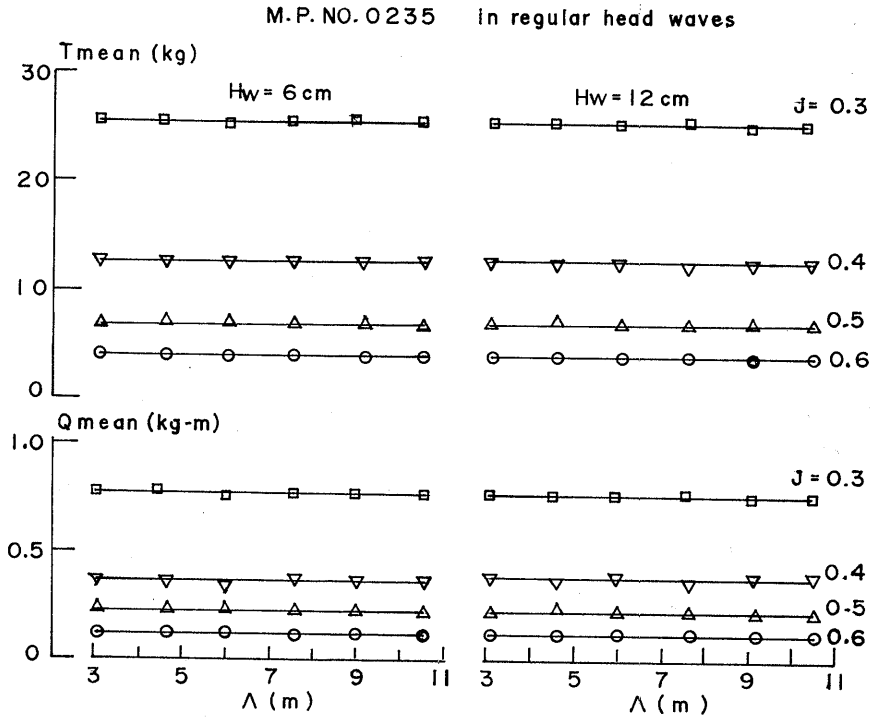 M.P. NO. 0235 in regular head waves
Tmean (kg)
30
Hw = 6 cm
Hw = 12 cm
J = 0.3
20
0.4
10
0.5
0.6
0
Qmean (kg-m)
1.0
J = 0.3
0.5
0.4
0.5
0.6
0
3 5 7 9 11 3 5 7 9 11
Λ (m) Λ (m)